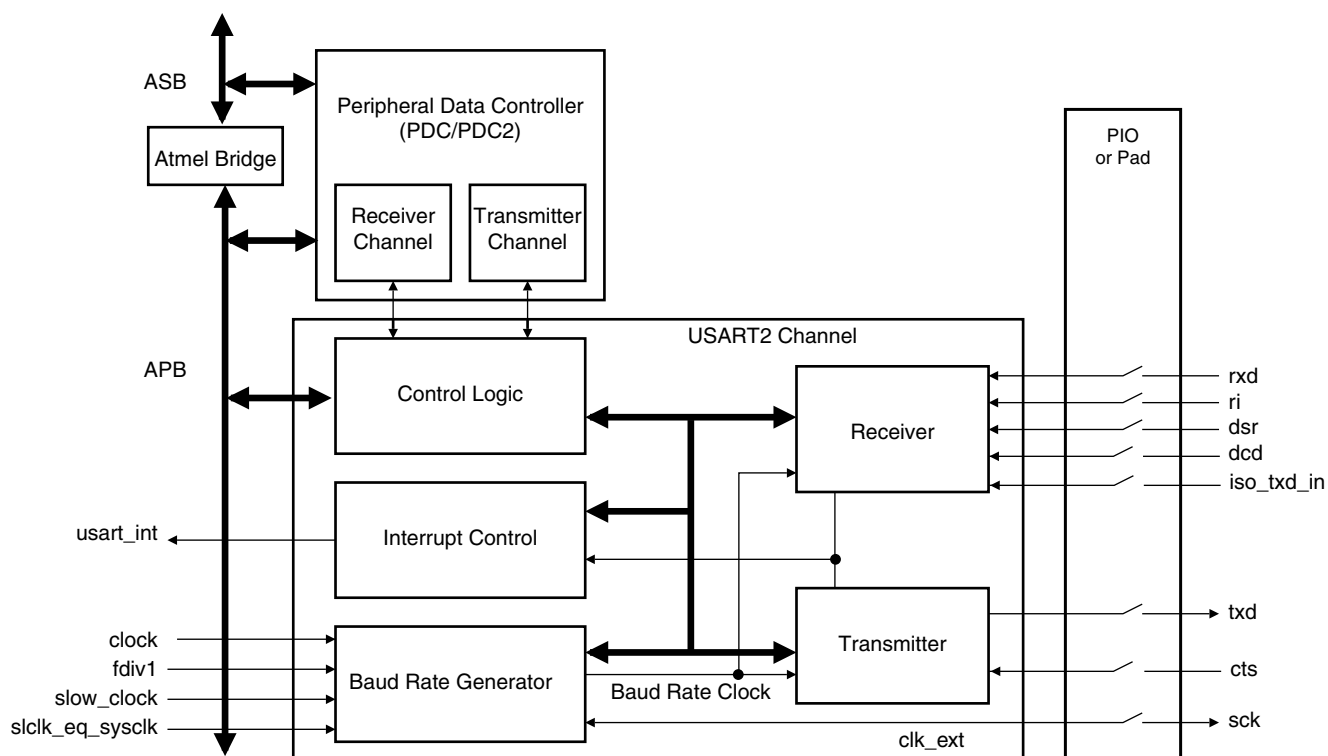 ASB
Peripheral Data Controller
(PDC/PDC2)
Atmel Bridge
PIO
or Pad
Receiver
Channel
Transmitter
Channel
USART2 Channel
APB
Control Logic
Receiver
rxd
ri
dsr
dcd
iso_txd_in
usart_int
Interrupt Control
clock
fdiv1
slow_clock
slclk_eq_sysclk
Baud Rate Generator
Baud Rate Clock
Transmitter
txd
cts
sck
clk_ext